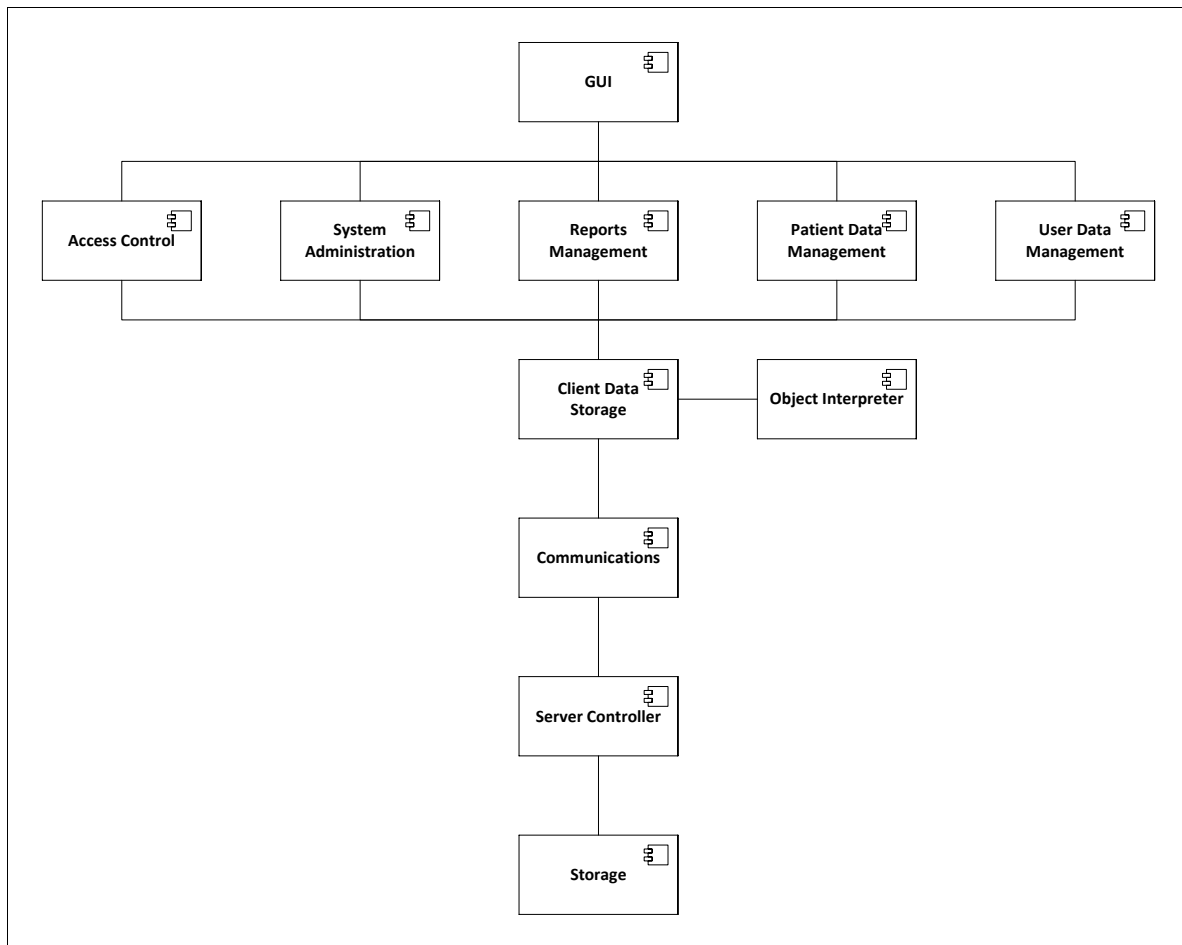 GUI
Access Control
System
Administration
Reports
Management
Patient Data
Management
User Data
Management
Client Data
Storage
Object Interpreter
Communications
Server Controller
Storage